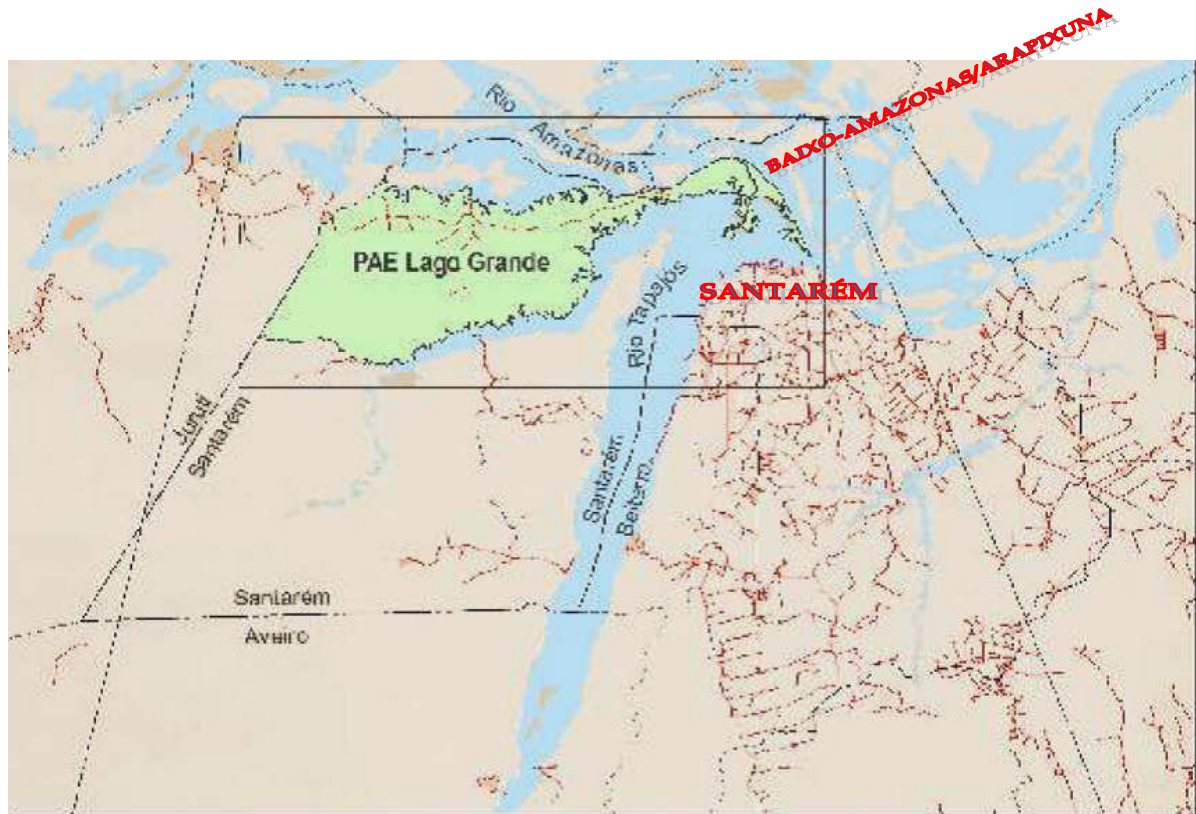 BAIXO-AMAZONAS/ARAPIXUNA
Rio Amazonas
PAE Lago Grande
SANTARÉM
Rio Tapajós
Juruti
Santarém
Santarém
Belterra
Santarém
Aveiro